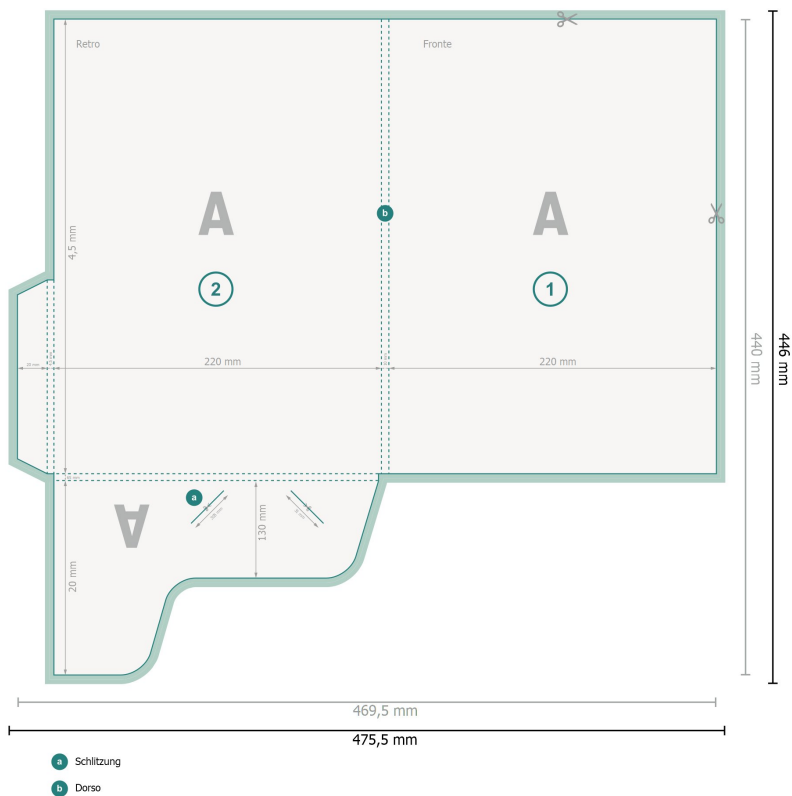 Retro
Fronte
A
A
b
4,5 mm
2
1
440 mm
446 mm
220 mm
220 mm
a
A
130 mm
20 mm
469,5 mm
475,5 mm
a Schlitzung
b Dorso